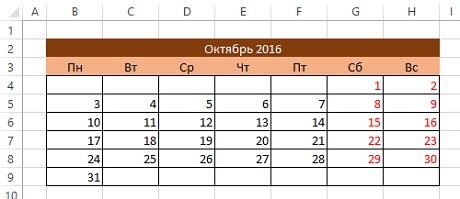 A B C D E F G H I
1
2 Октябрь 2016
3 Пн Вт Ср Чт Пт Сб Вс
4 1 2
5 3 4 5 6 7 8 9
6 10 11 12 13 14 15 16
7 17 18 19 20 21 22 23
8 24 25 26 27 28 29 30
9 31
10